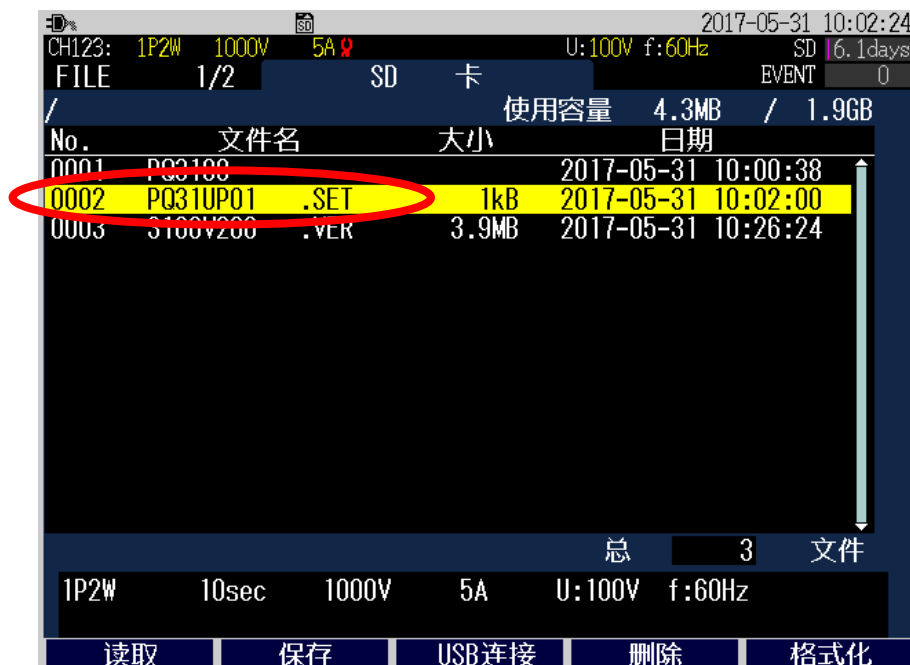 SD 2017-05-31 10:02:24
CH123: 1P2W 1000V 5A U:100V f:60Hz SD 6.1days
FILE 1/2 SD 卡 EVENT 0
/ 使用容量 4.3MB / 1.9GB
No. 文件名 大小 日期
0001 PQ3100 2017-05-31 10:00:38
0002 PQ31UP01 .SET 1kB 2017-05-31 10:02:00
0003 3100V200 .VER 3.9MB 2017-05-31 10:26:24
总 3 文件
1P2W 10sec 1000V 5A U:100V f:60Hz
读取 保存 USB连接 删除 格式化